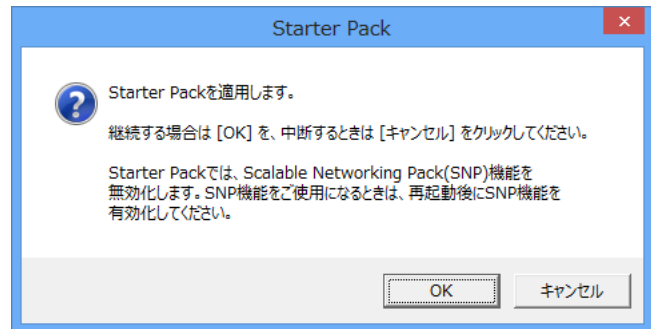 Starter Pack
Starter Packを適用します。
継続する場合は [OK] を、中断するときは [キャンセル] をクリックしてください。
Starter Packでは、Scalable Networking Pack(SNP)機能を
無効化します。SNP機能をご使用になるときは、再起動後にSNP機能を
有効化してください。
OK
キャンセル